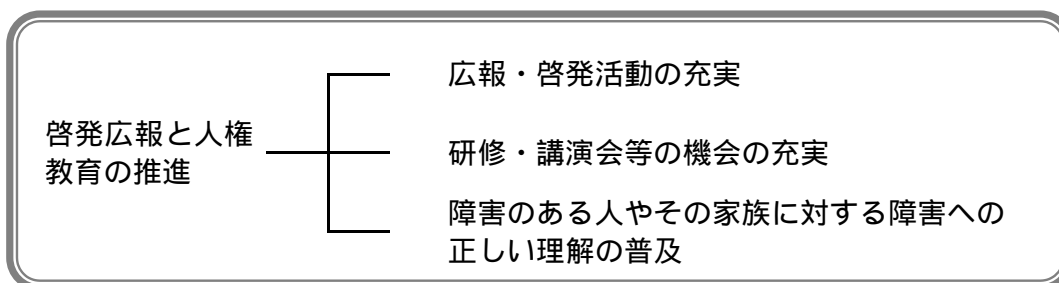 啓発広報と人権
教育の推進
広報・啓発活動の充実
研修・講演会等の機会の充実
障害のある人やその家族に対する障害への
正しい理解の普及